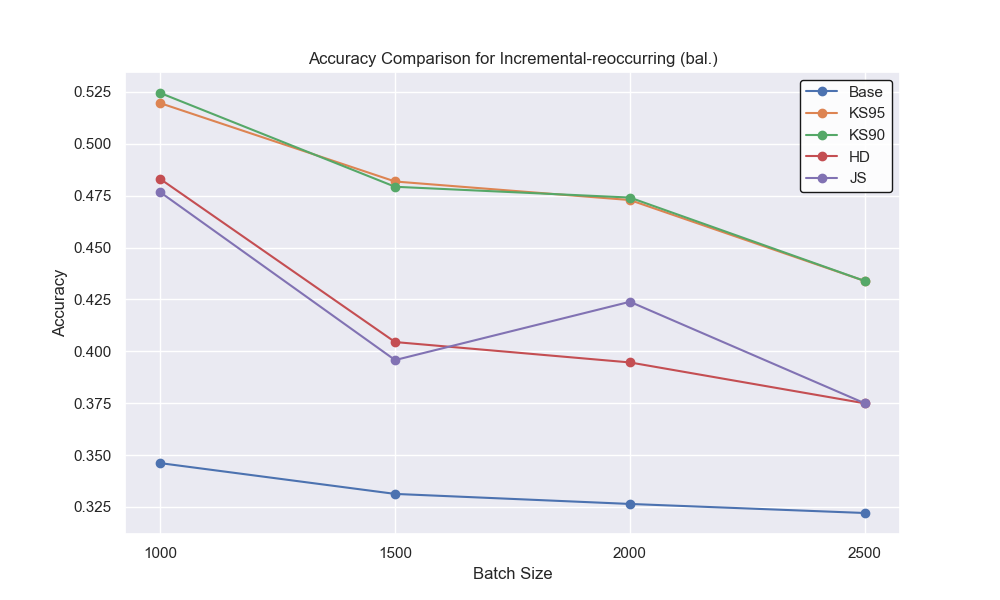 Accuracy Comparison for Incremental-reoccurring (bal.)
Base
KS95
KS90
HD
JS
0.525
0.500
0.475
0.450
0.425
0.400
0.375
0.350
0.325
Accuracy
1000
1500
2000
2500
Batch Size